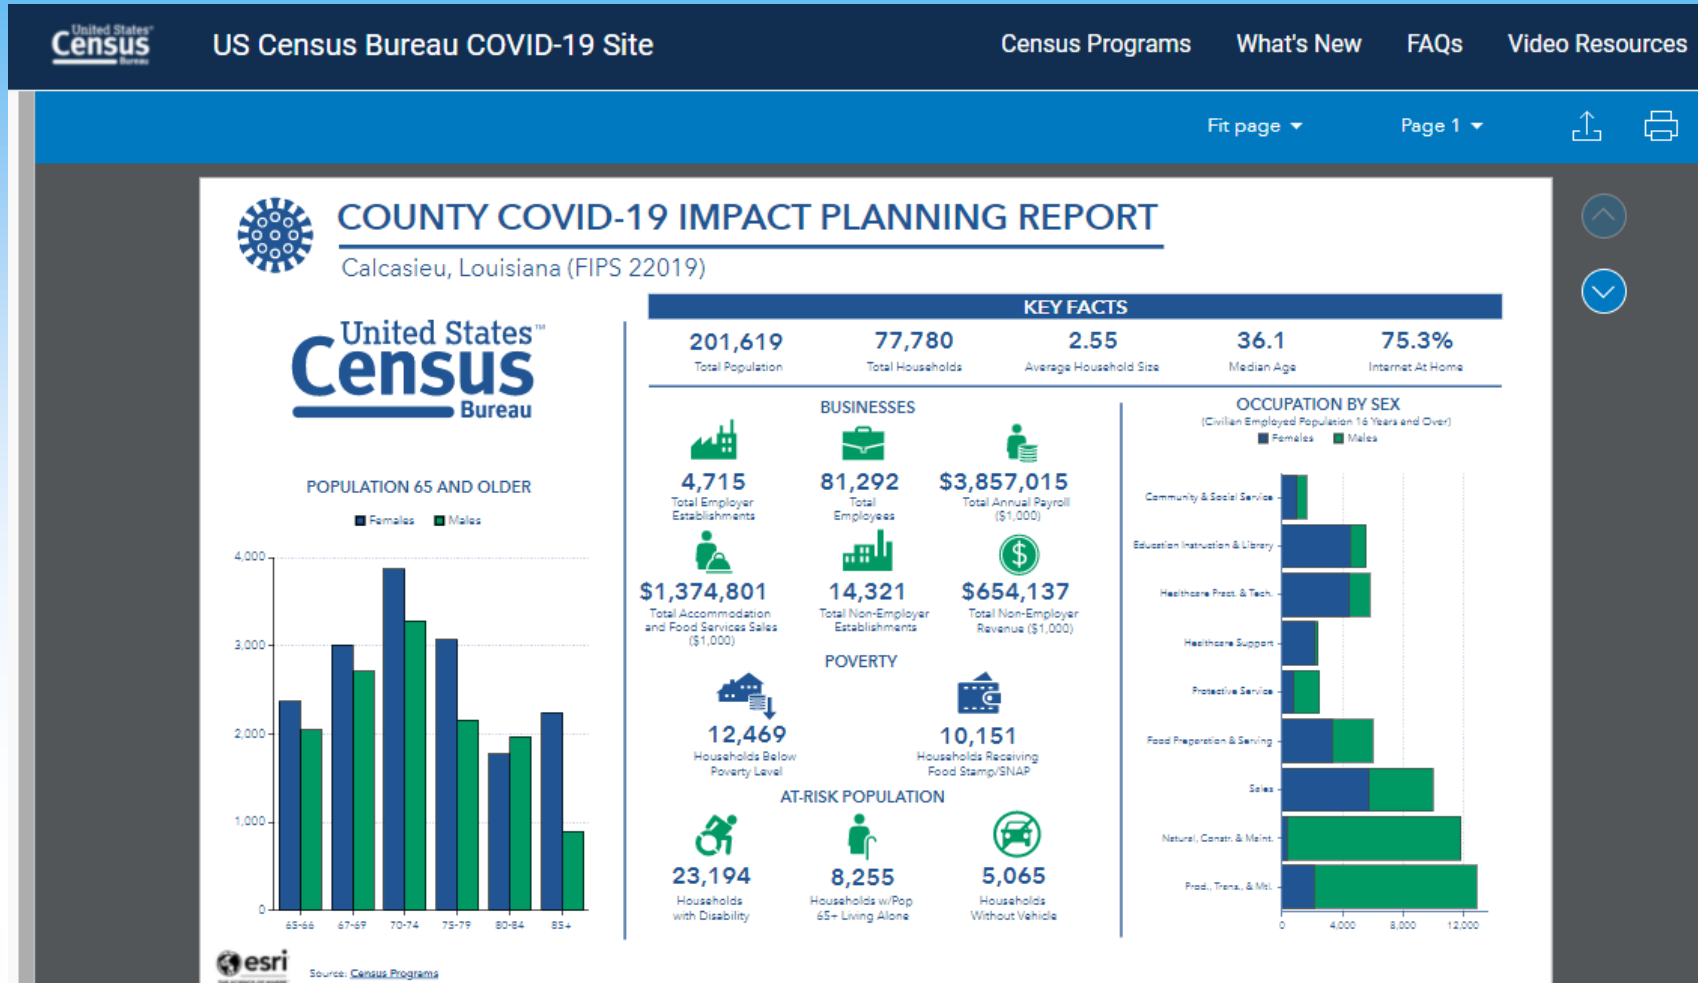 United States®
Census
Bureau
US Census Bureau COVID-19 Site
Census Programs
What's New
FAQs
Video Resources
Fit page
Page 1
COUNTY COVID-19 IMPACT PLANNING REPORT
Calcasieu, Louisiana (FIPS 22019)
United States™
Census
Bureau
POPULATION 65 AND OLDER
Females Males
4,000
3,000
2,000
1,000
0
65-66 67-69 70-74 75-79 80-84 85+
KEY FACTS
201,619 77,780 2.55 36.1 75.3%
Total Population Total Households Average Household Size Median Age Internet At Home
BUSINESSES
4,715 81,292 $3,857,015
Total Employer Total Total Annual Payroll
Establishments Employees ($1,000)
$
$1,374,801 14,321 $654,137
Total Accommodation Total Non-Employer Total Non-Employer
and Food Services Sales Establishments Revenue ($1,000)
($1,000)
POVERTY
12,469 10,151
Households Below Households Receiving
Poverty Level Food Stamp/SNAP
AT-RISK POPULATION
23,194 8,255 5,065
Households Households w/Pop Households
with Disability 65+ Living Alone Without Vehicle
OCCUPATION BY SEX
(Civilian Employed Population 16 Years and Over)
Females Males
Community & Social Service
Education Instruction & Library
Healthcare Pract. & Tech.
Healthcare Support
Protective Service
Food Preparation & Serving
Sales
Natural, Constr. & Maint.
Prod., Trans., & Mtl.
0 4,000 8,000 12,000
esri
Source: Census Programs